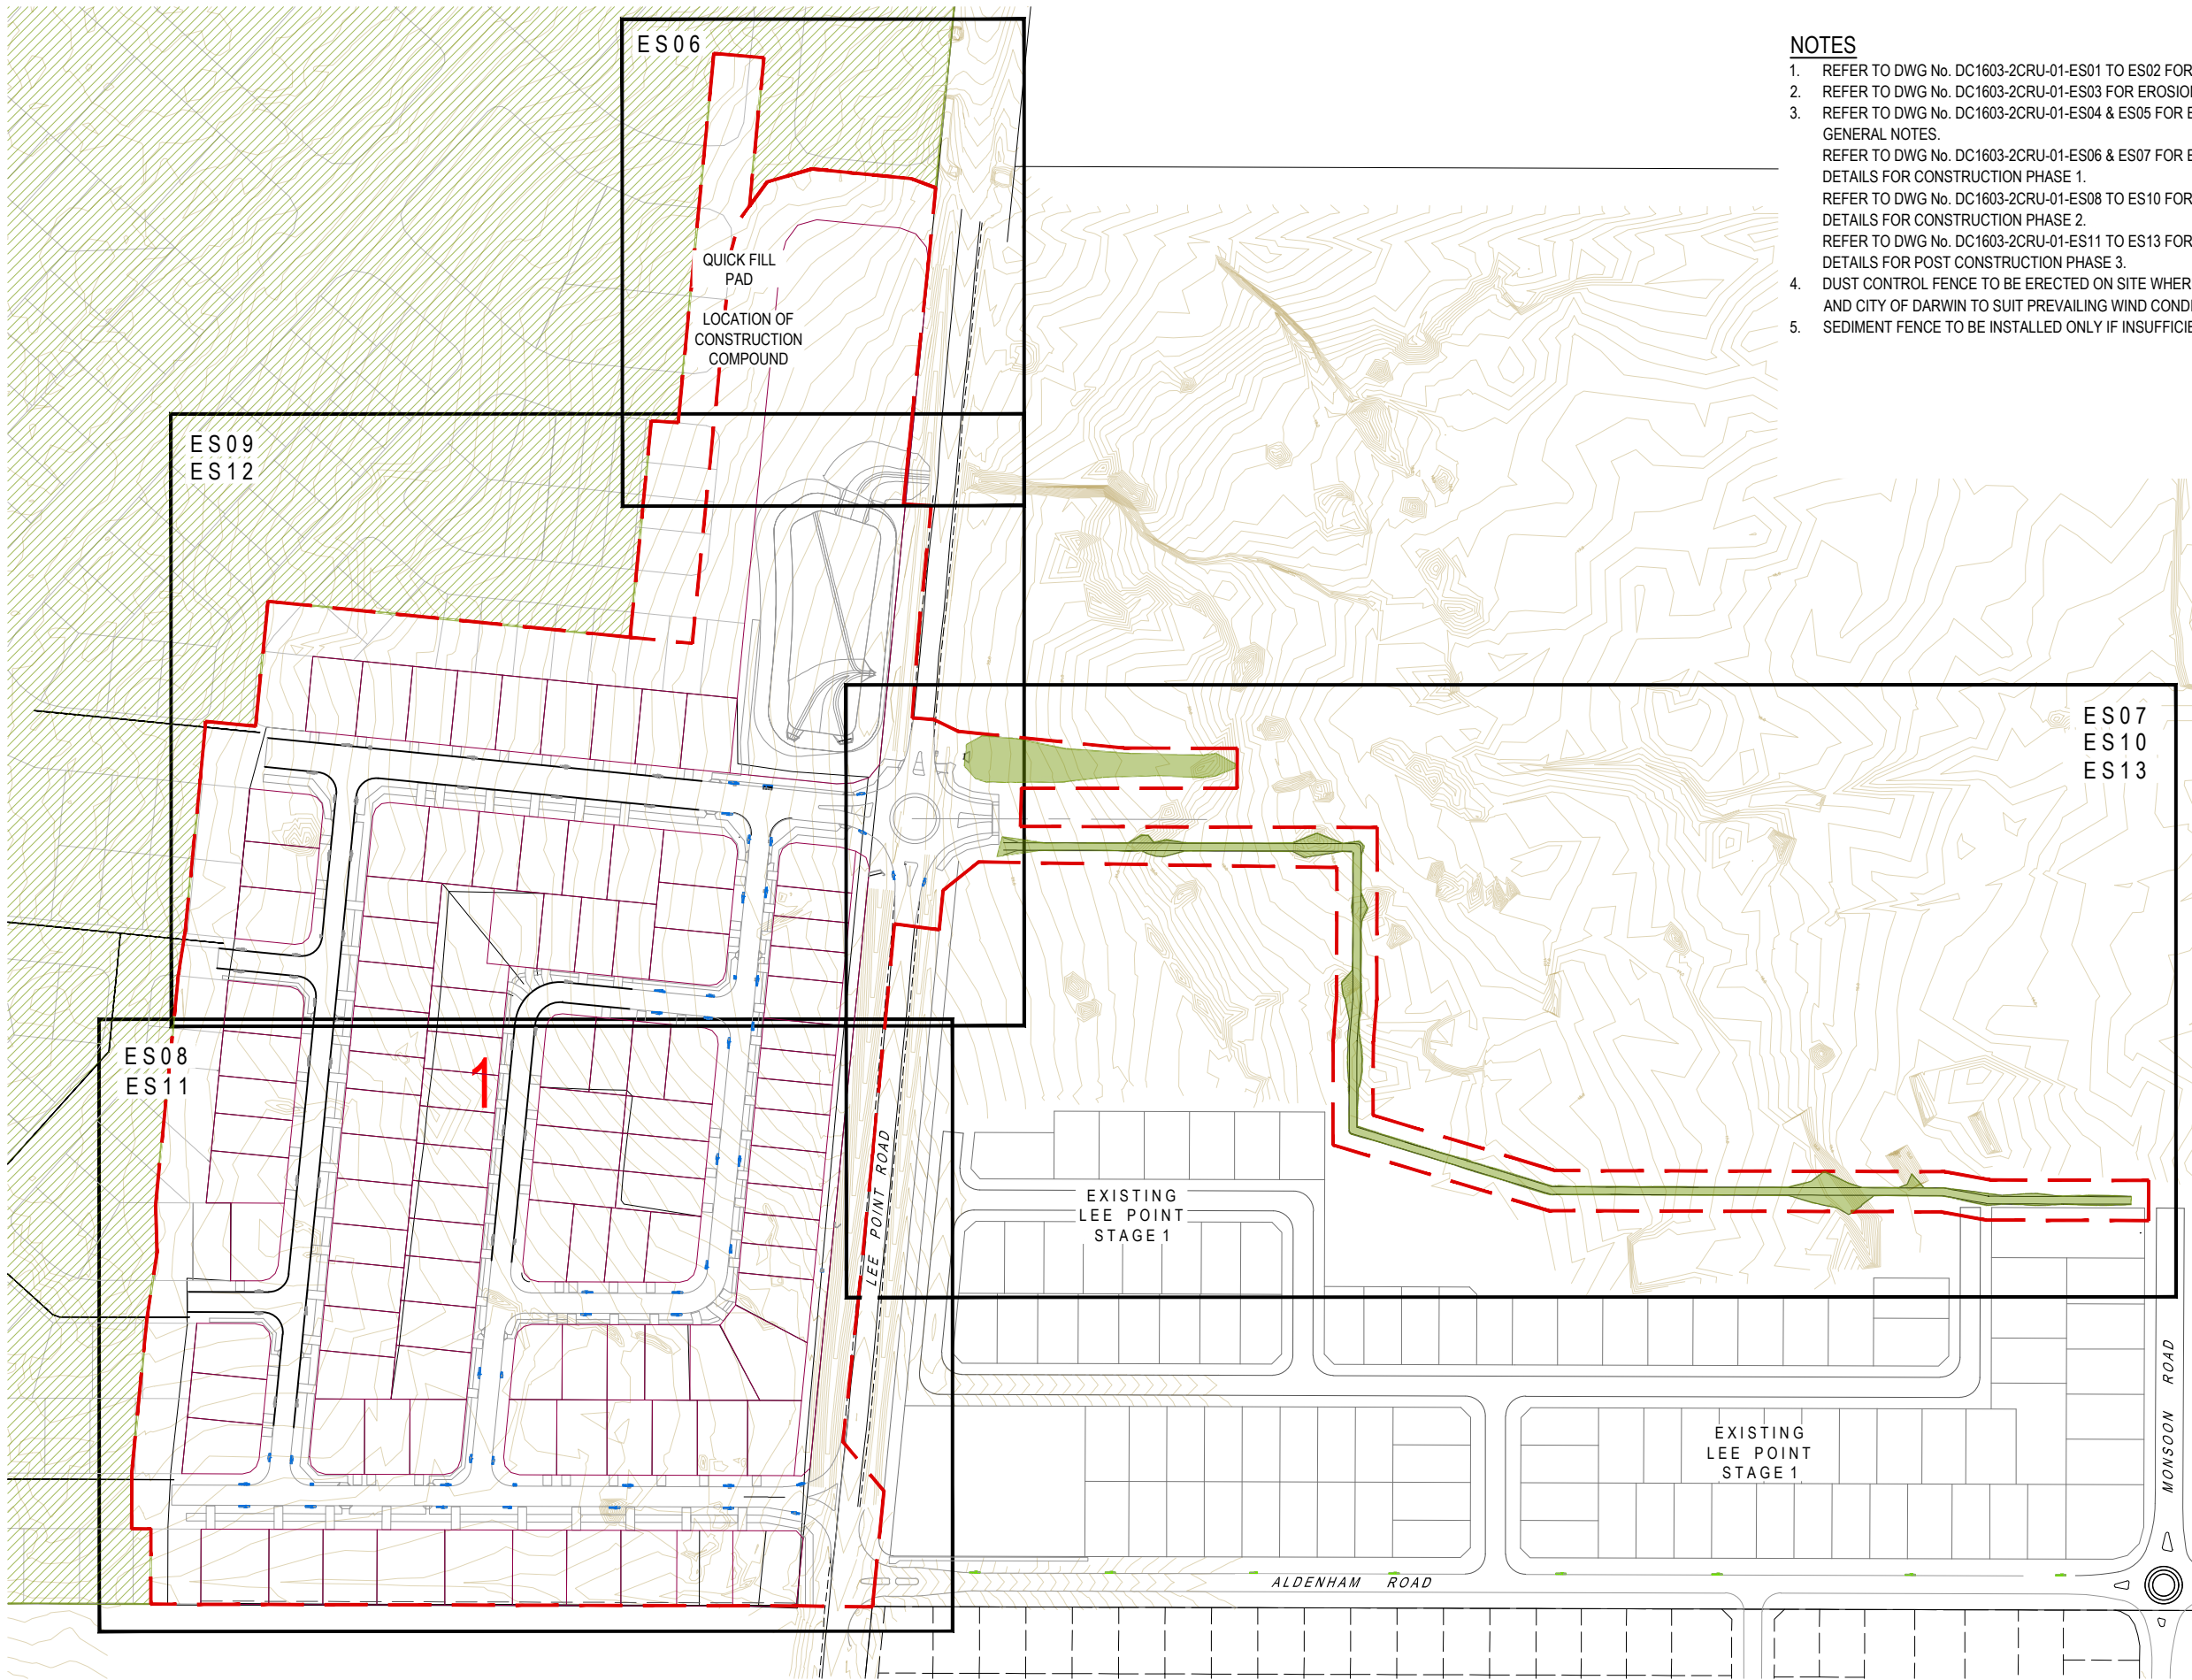 ES06
NOTES
1. REFER TO DWG No. DC1603-2CRU-01-ES01 TO ES02 FOR
2. REFER TO DWG No. DC1603-2CRU-01-ES03 FOR EROSION
3. REFER TO DWG No. DC1603-2CRU-01-ES04 & ES05 FOR E
GENERAL NOTES.
REFER TO DWG No. DC1603-2CRU-01-ES06 & ES07 FOR E
DETAILS FOR CONSTRUCTION PHASE 1.
REFER TO DWG No. DC1603-2CRU-01-ES08 TO ES10 FOR
DETAILS FOR CONSTRUCTION PHASE 2.
REFER TO DWG No. DC1603-2CRU-01-ES11 TO ES13 FOR
DETAILS FOR POST CONSTRUCTION PHASE 3.
4. DUST CONTROL FENCE TO BE ERECTED ON SITE WHER
AND CITY OF DARWIN TO SUIT PREVAILING WIND CONDI
5. SEDIMENT FENCE TO BE INSTALLED ONLY IF INSUFFICIE
QUICK FILL
PAD
LOCATION OF
CONSTRUCTION
COMPOUND
ES09
ES12
ES07
ES10
ES13
ES08
ES11
1
LEE POINT ROAD
EXISTING
LEE POINT
STAGE 1
EXISTING
LEE POINT
STAGE 1
MONSOON ROAD
ALDENHAM ROAD